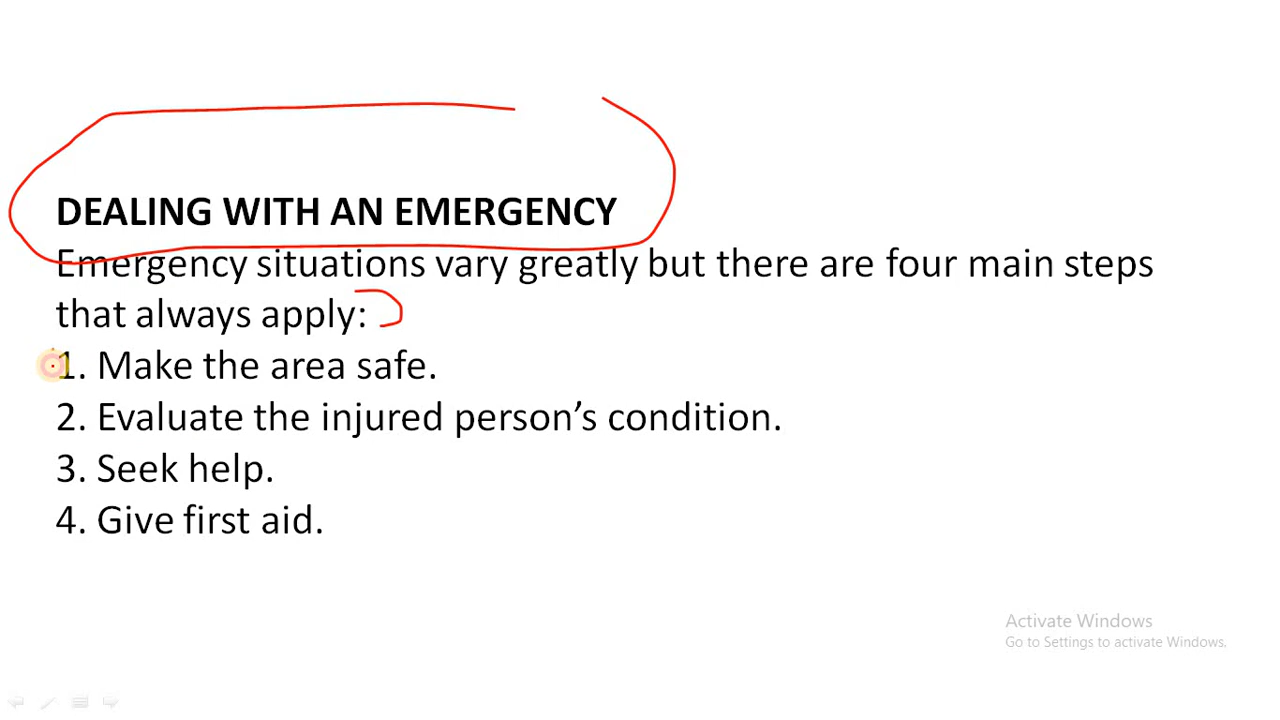 DEALING WITH AN EMERGENCY
Emergency situations vary greatly but there are four main steps
that always apply:
1. Make the area safe.
2. Evaluate the injured person’s condition.
3. Seek help.
4. Give first aid.
Activate Windows
Go to Settings to activate Windows.